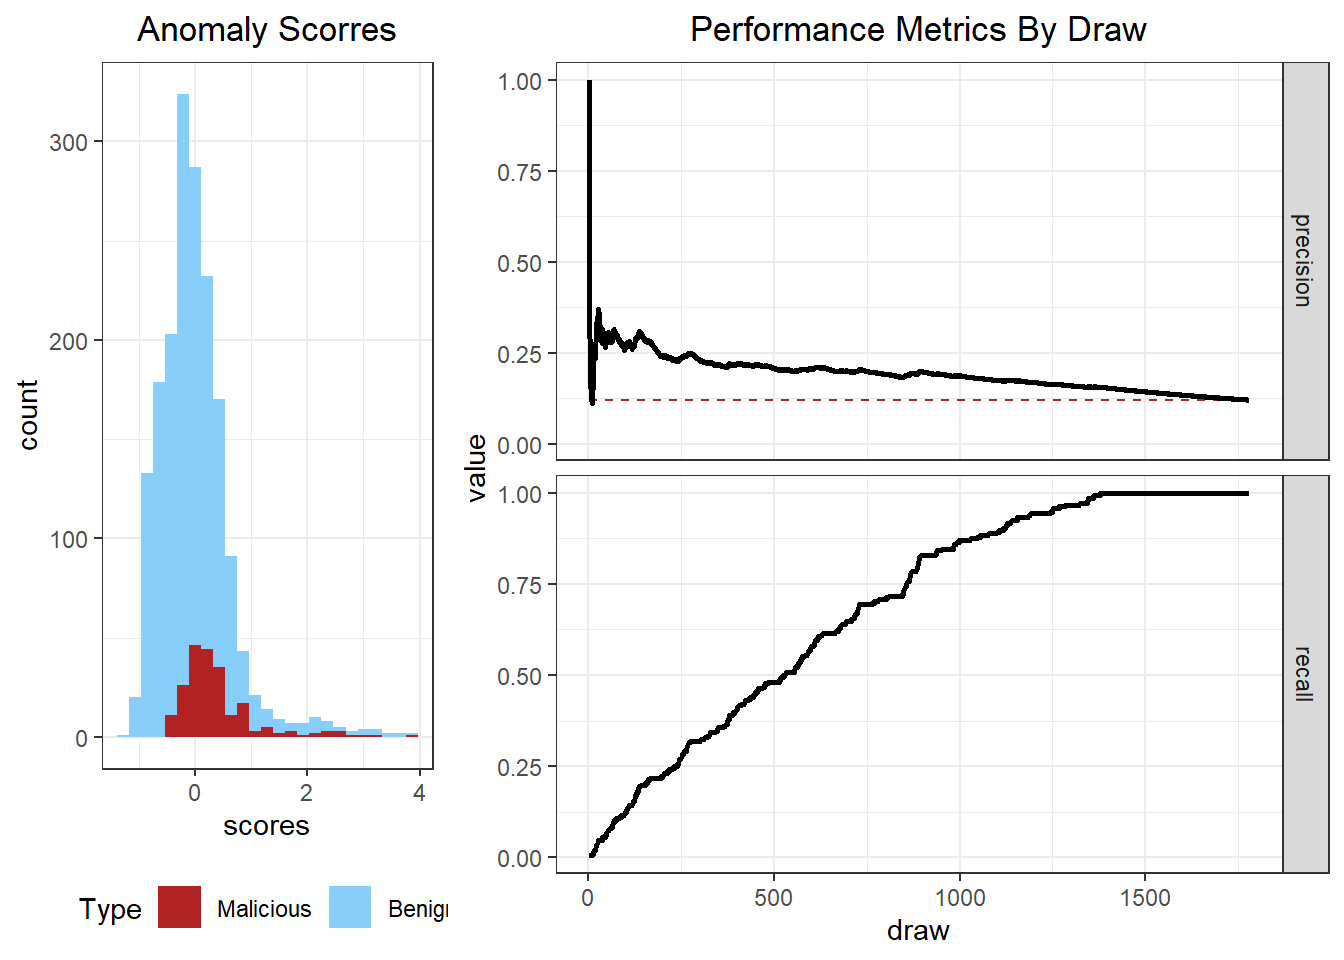 Anomaly Scorres
300
200
100
0
count
0 2 4
scores
Type Malicious Benign
Performance Metrics By Draw
1.00
0.75
0.50
0.25
0.00
precision
value
1.00
0.75
0.50
0.25
0.00
recall
0 500 1000 1500
draw